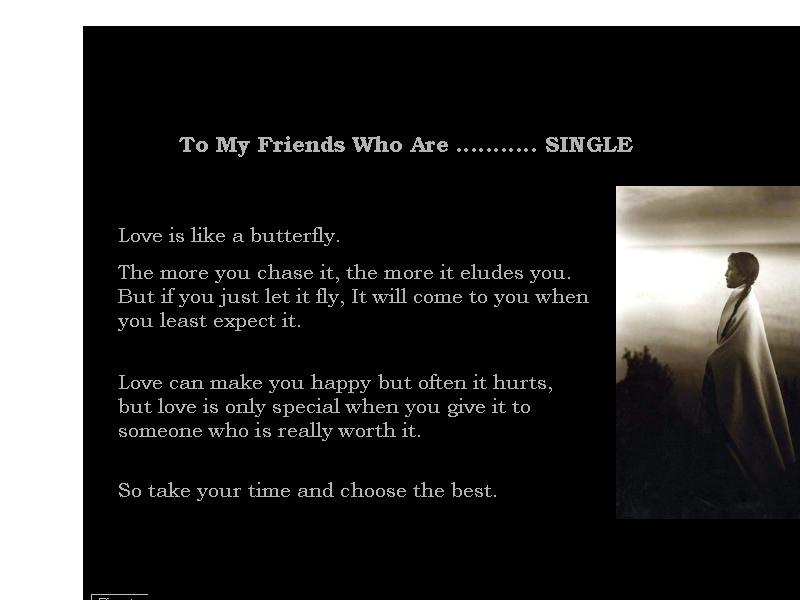 To My Friends Who Are ........... SINGLE
Love is like a butterfly.
The more you chase it, the more it eludes you.
But if you just let it fly, It will come to you when
you least expect it.
Love can make you happy but often it hurts,
but love is only special when you give it to
someone who is really worth it.
So take your time and choose the best.